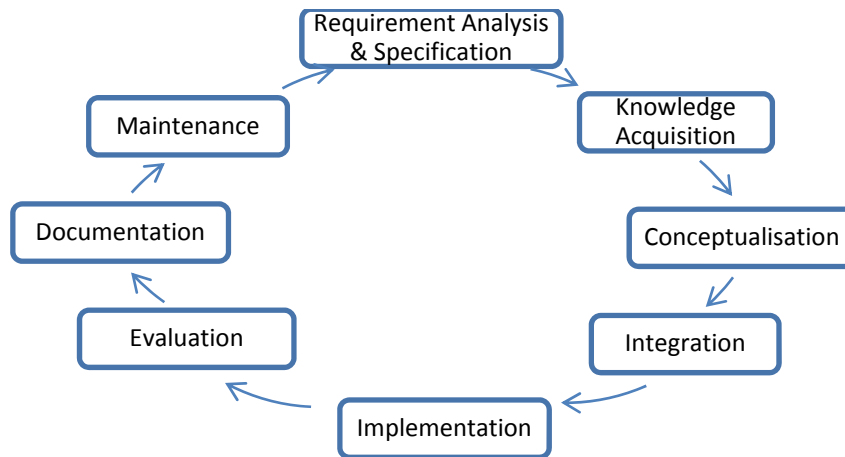 Requirement Analysis
& Specification
Knowledge
Acquisition
Conceptualisation
Integration
Implementation
Evaluation
Documentation
Maintenance